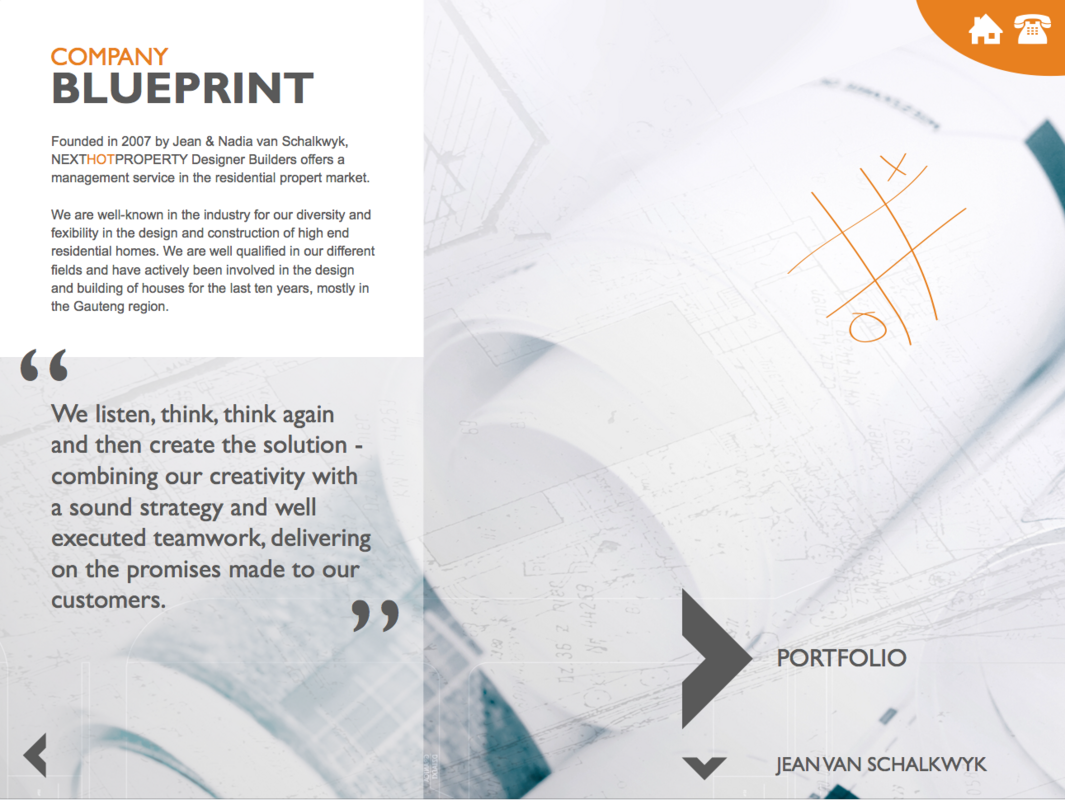 COMPANY
BLUEPRINT
Founded in 2007 by Jean & Nadia van Schalkwyk,
NEXTHOTPROPERTY Designer Builders offers a
management service in the residential propert market.
We are well-known in the industry for our diversity and
fexibility in the design and construction of high end
residential homes. We are well qualified in our different
fields and have actively been involved in the design
and building of houses for the last ten years, mostly in
the Gauteng region.
“
We listen, think, think again
and then create the solution -
combining our creativity with
a sound strategy and well
executed teamwork, delivering
on the promises made to our
customers.
”
PORTFOLIO
JEAN VAN SCHALKWYK